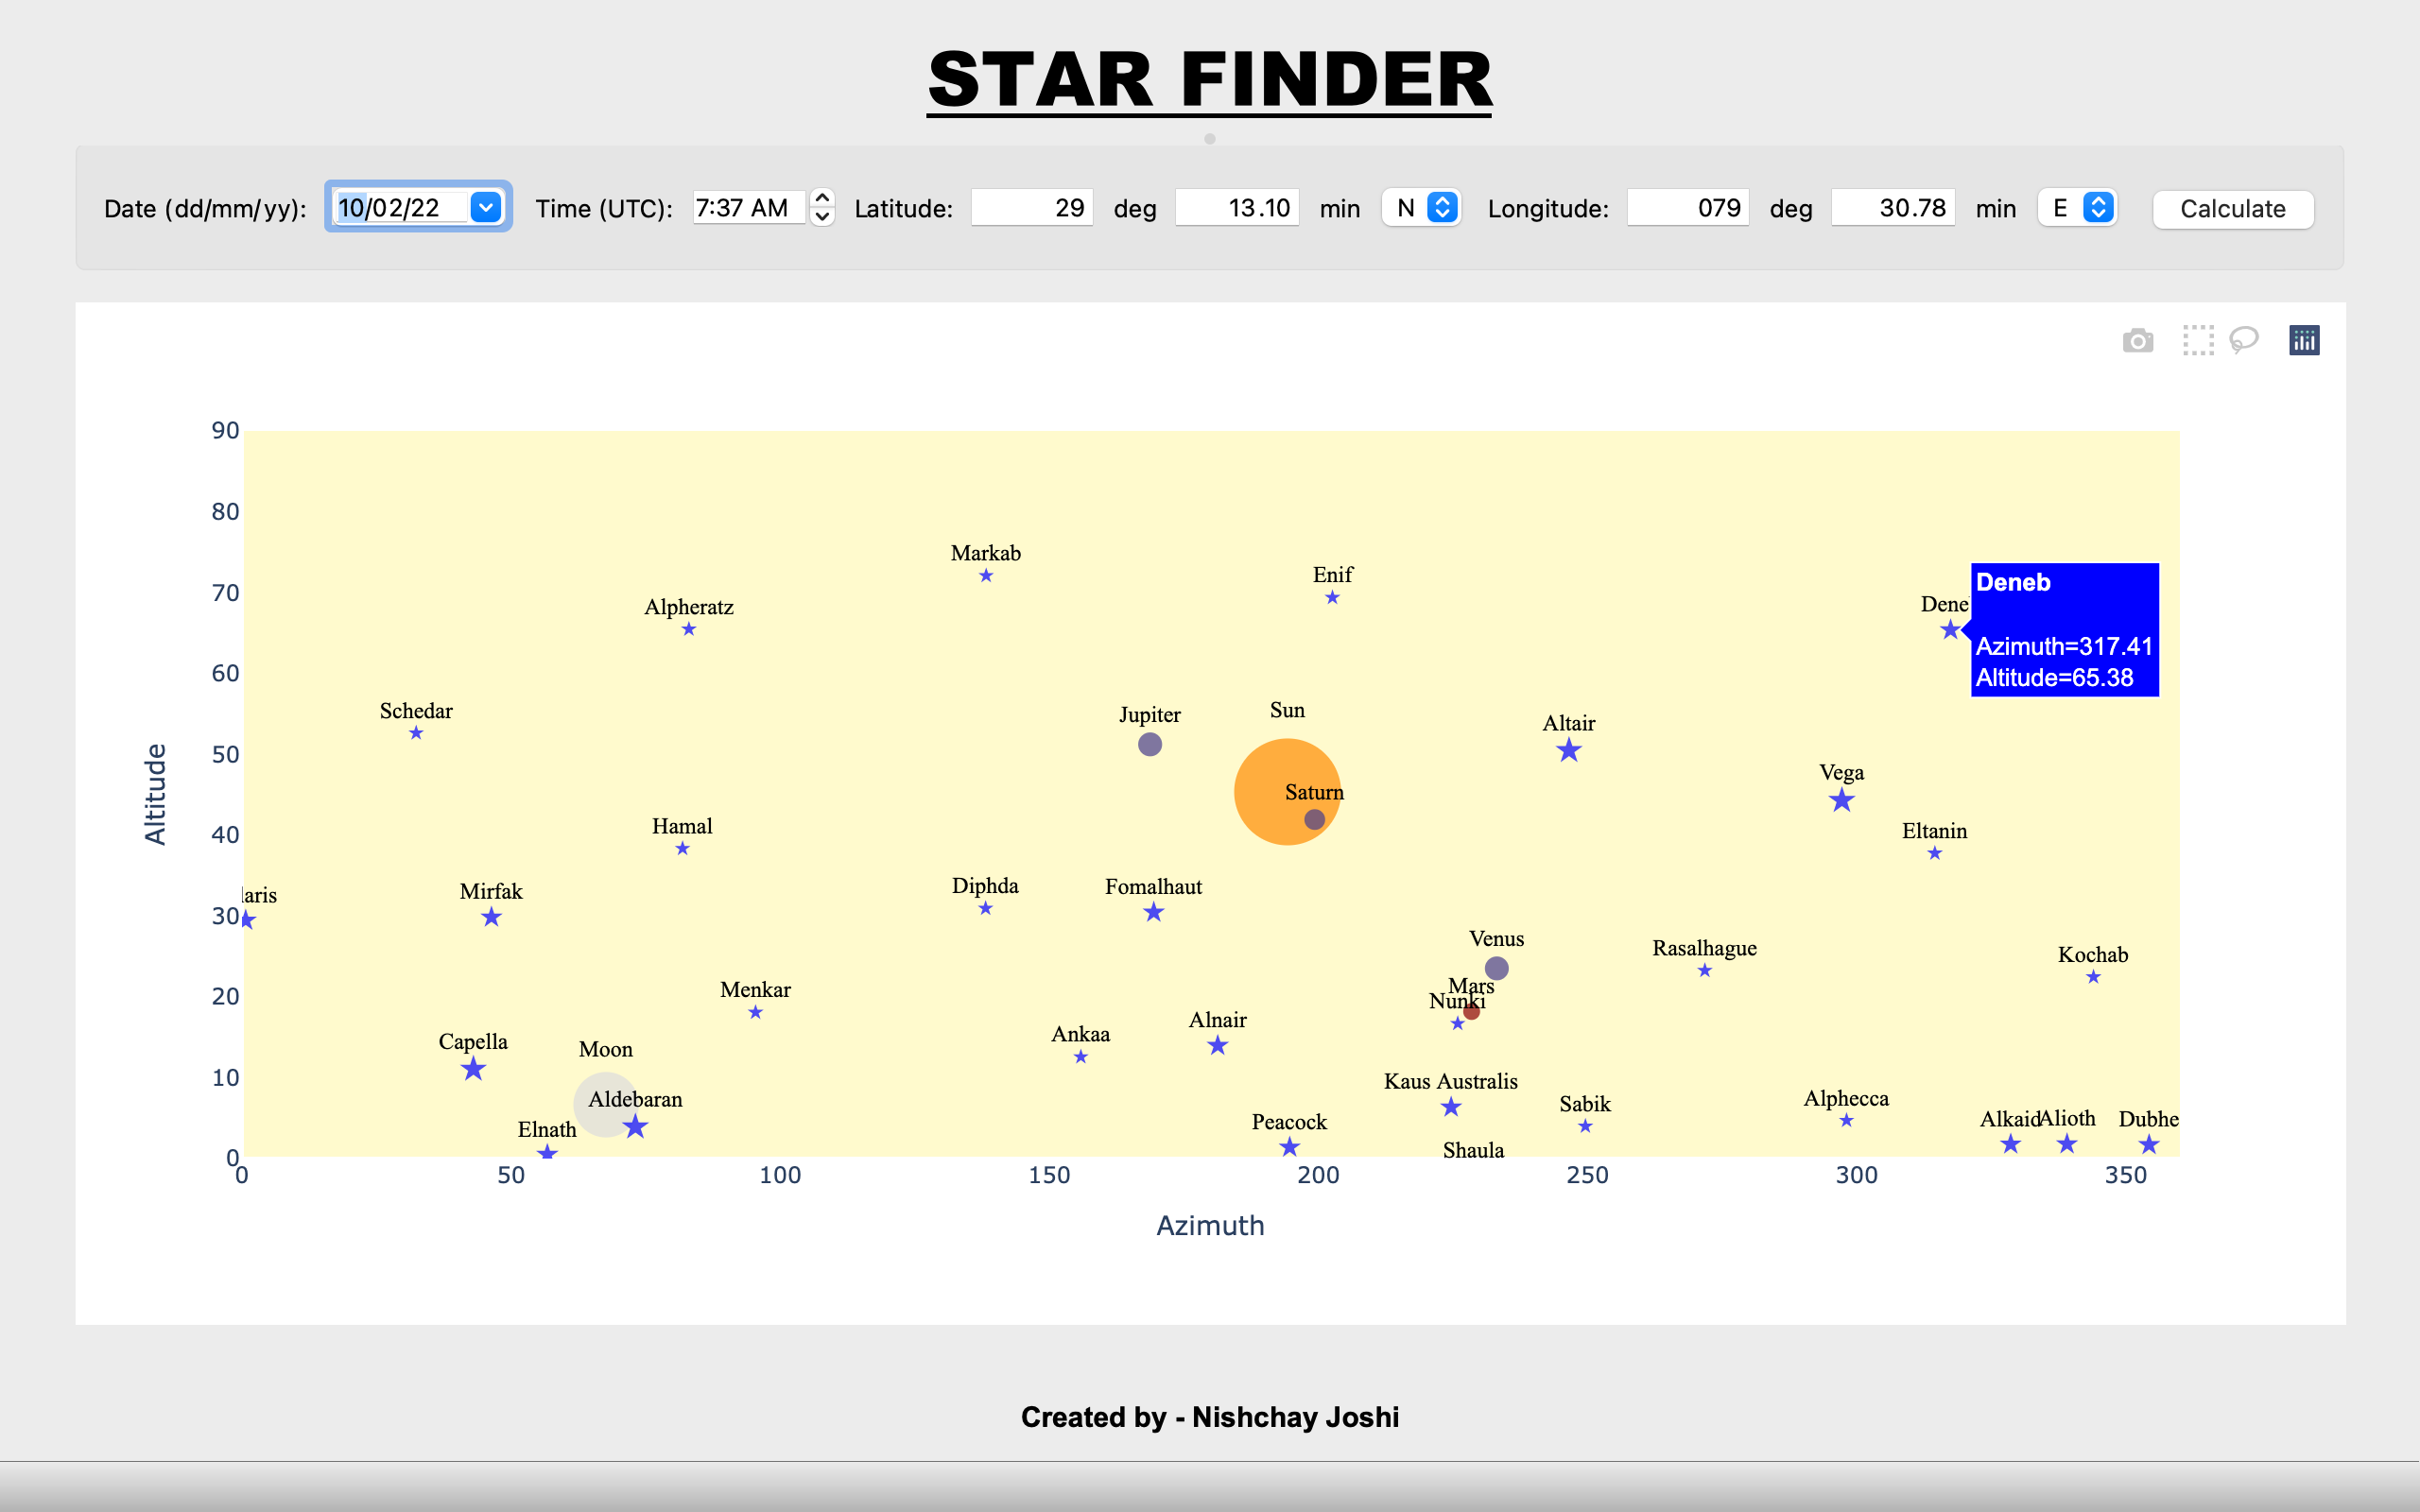 STAR FINDER
Date (dd/mm/yy): 10/02/22 Time (UTC): 7:37 AM Latitude: 29 deg 13.10 min N Longitude: 079 deg 30.78 min E Calculate
90
80
70
60
50
40
30
20
10
0
Altitude
Markab
Enif
Deneb
Azimuth=317.41
Altitude=65.38
Dene
Alpheratz
Schedar
Jupiter
Sun
Altair
Vega
Saturn
Hamal
Eltanin
laris
Mirfak
Diphda
Fomalhaut
Venus
Rasalhague
Kochab
Menkar
Mars
Nunki
Alnair
Ankaa
Capella
Moon
Kaus Australis
Aldebaran
Sabik
Alphecca
Elnath
Peacock
Alkaid
Alioth
Dubhe
Shaula
0 50 100 150 200 250 300 350
Azimuth
Created by - Nishchay Joshi